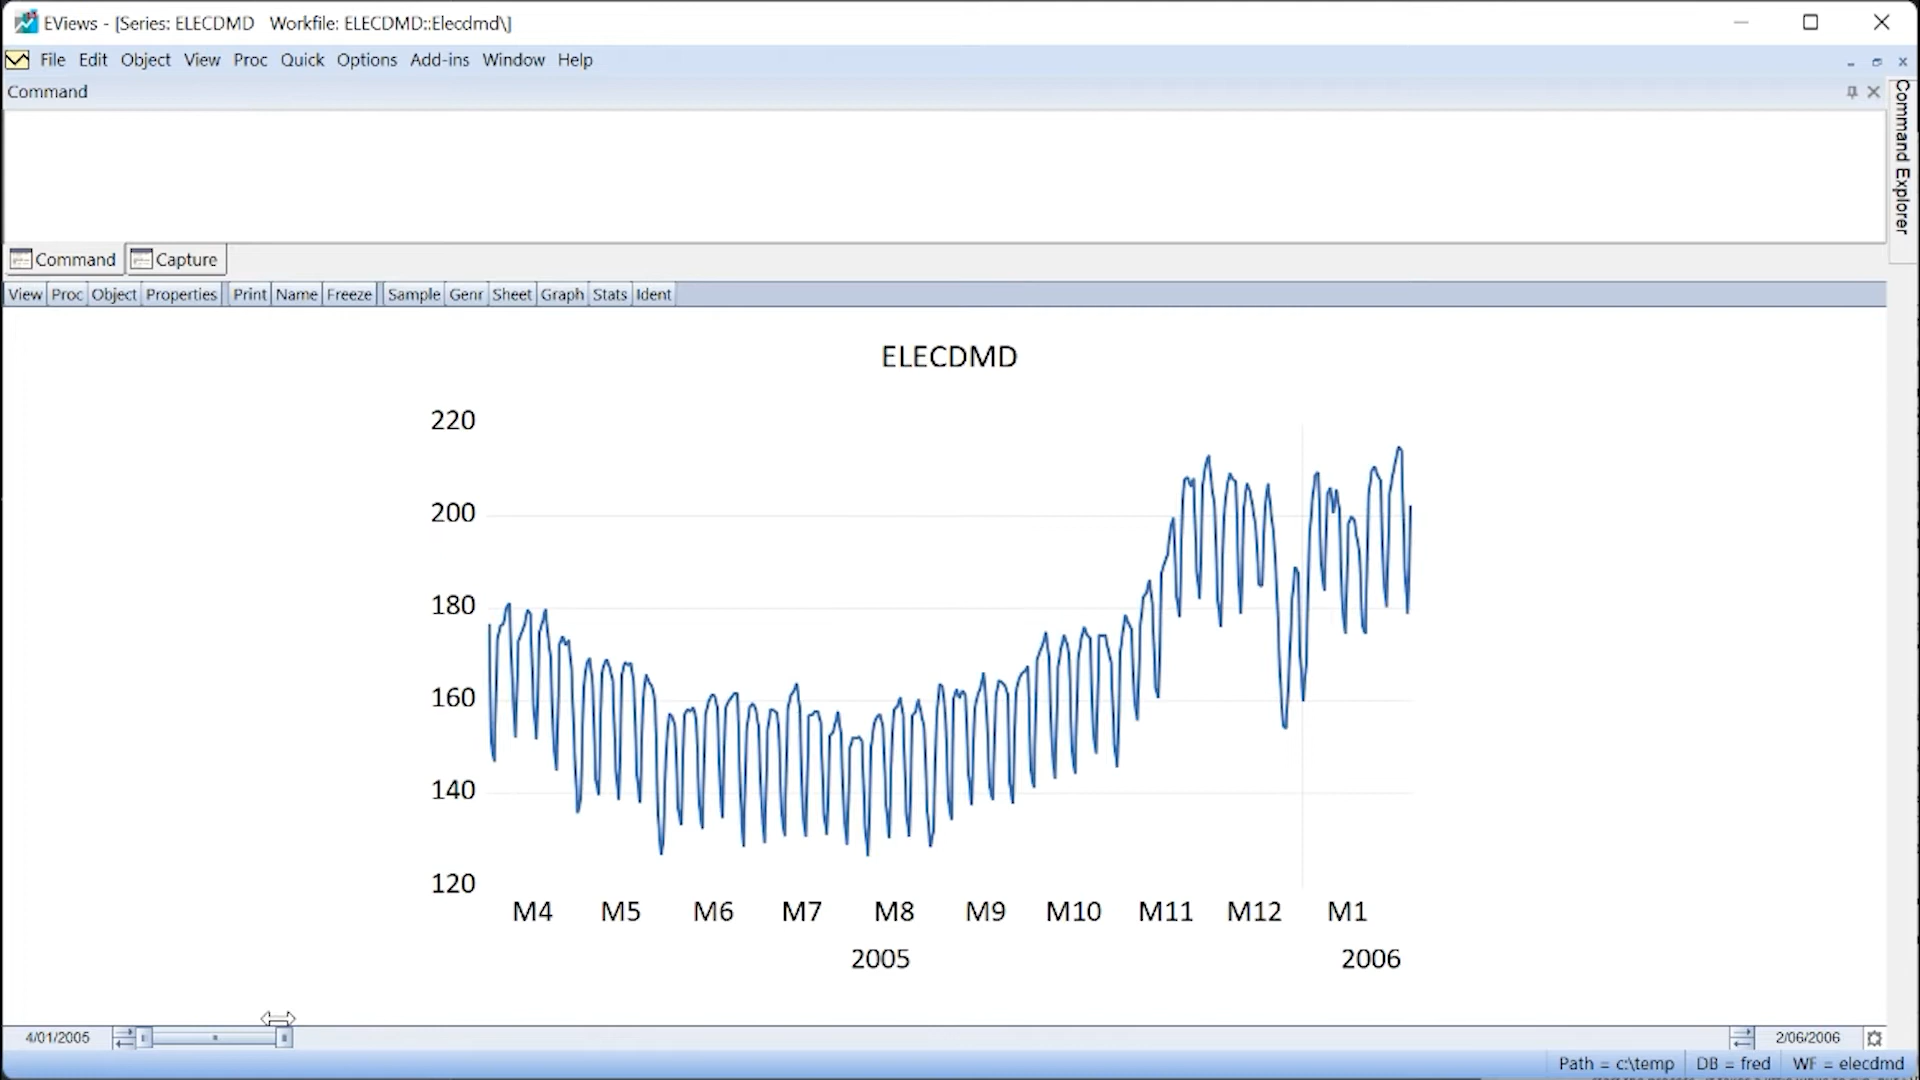 EViews - [Series: ELECDMD   Workfile: ELECDMD::Elecdmd\]
File Edit Object View Proc Quick Options Add-ins Window Help
Command
Command Explorer
Command Capture
View Proc Object Properties Print Name Freeze Sample Genr Sheet Graph Stats Ident
ELECDMD
220
200
180
160
140
120
M4 M5 M6 M7 M8 M9 M10 M11 M12 M1
2005 2006
4/01/2005 2/06/2006
Path = c:\temp DB = fred WF = elecdmd